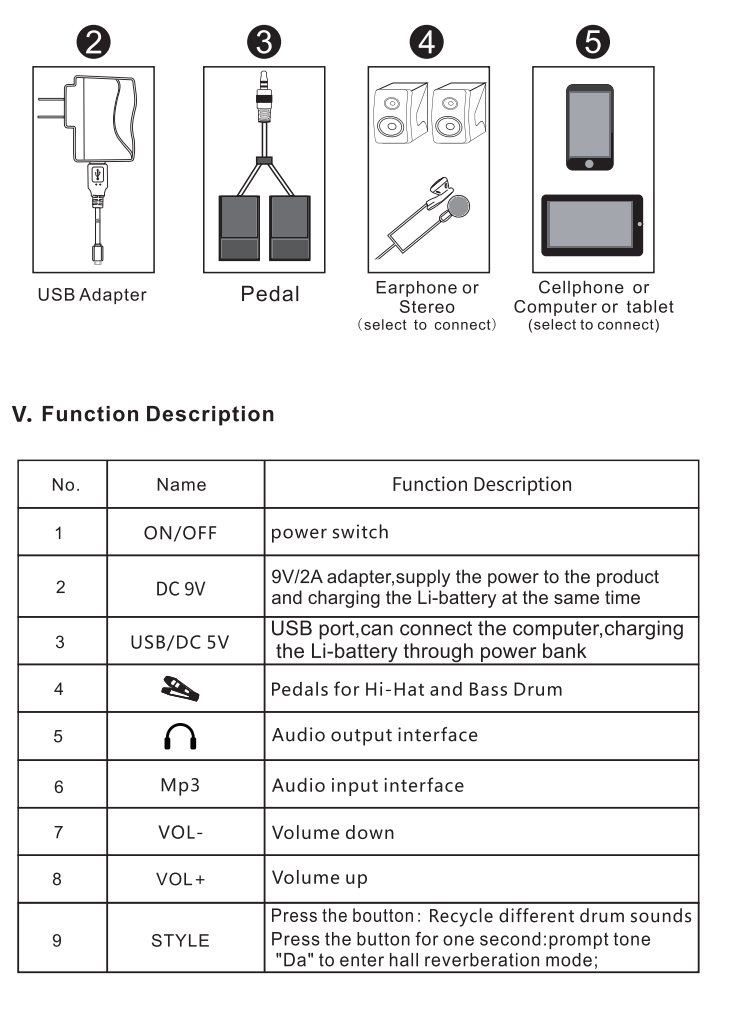 2 3 4 5
USB Adapter
Pedal
Earphone or
Stereo
(select to connect)
Cellphone or
Computer or tablet
(select to connect)
V. Function Description
No. Name Function Description
1 ON/OFF power switch
2 DC 9V 9V/2A adapter,supply the power to the product
and charging the Li-battery at the same time
3 USB/DC 5V USB port,can connect the computer,charging
the Li-battery through power bank
4 Pedals for Hi-Hat and Bass Drum
5 Audio output interface
6 Mp3 Audio input interface
7 VOL- Volume down
8 VOL+ Volume up
9 STYLE Press the boutton: Recycle different drum sounds
Press the button for one second:prompt tone
"Da" to enter hall reverberation mode;